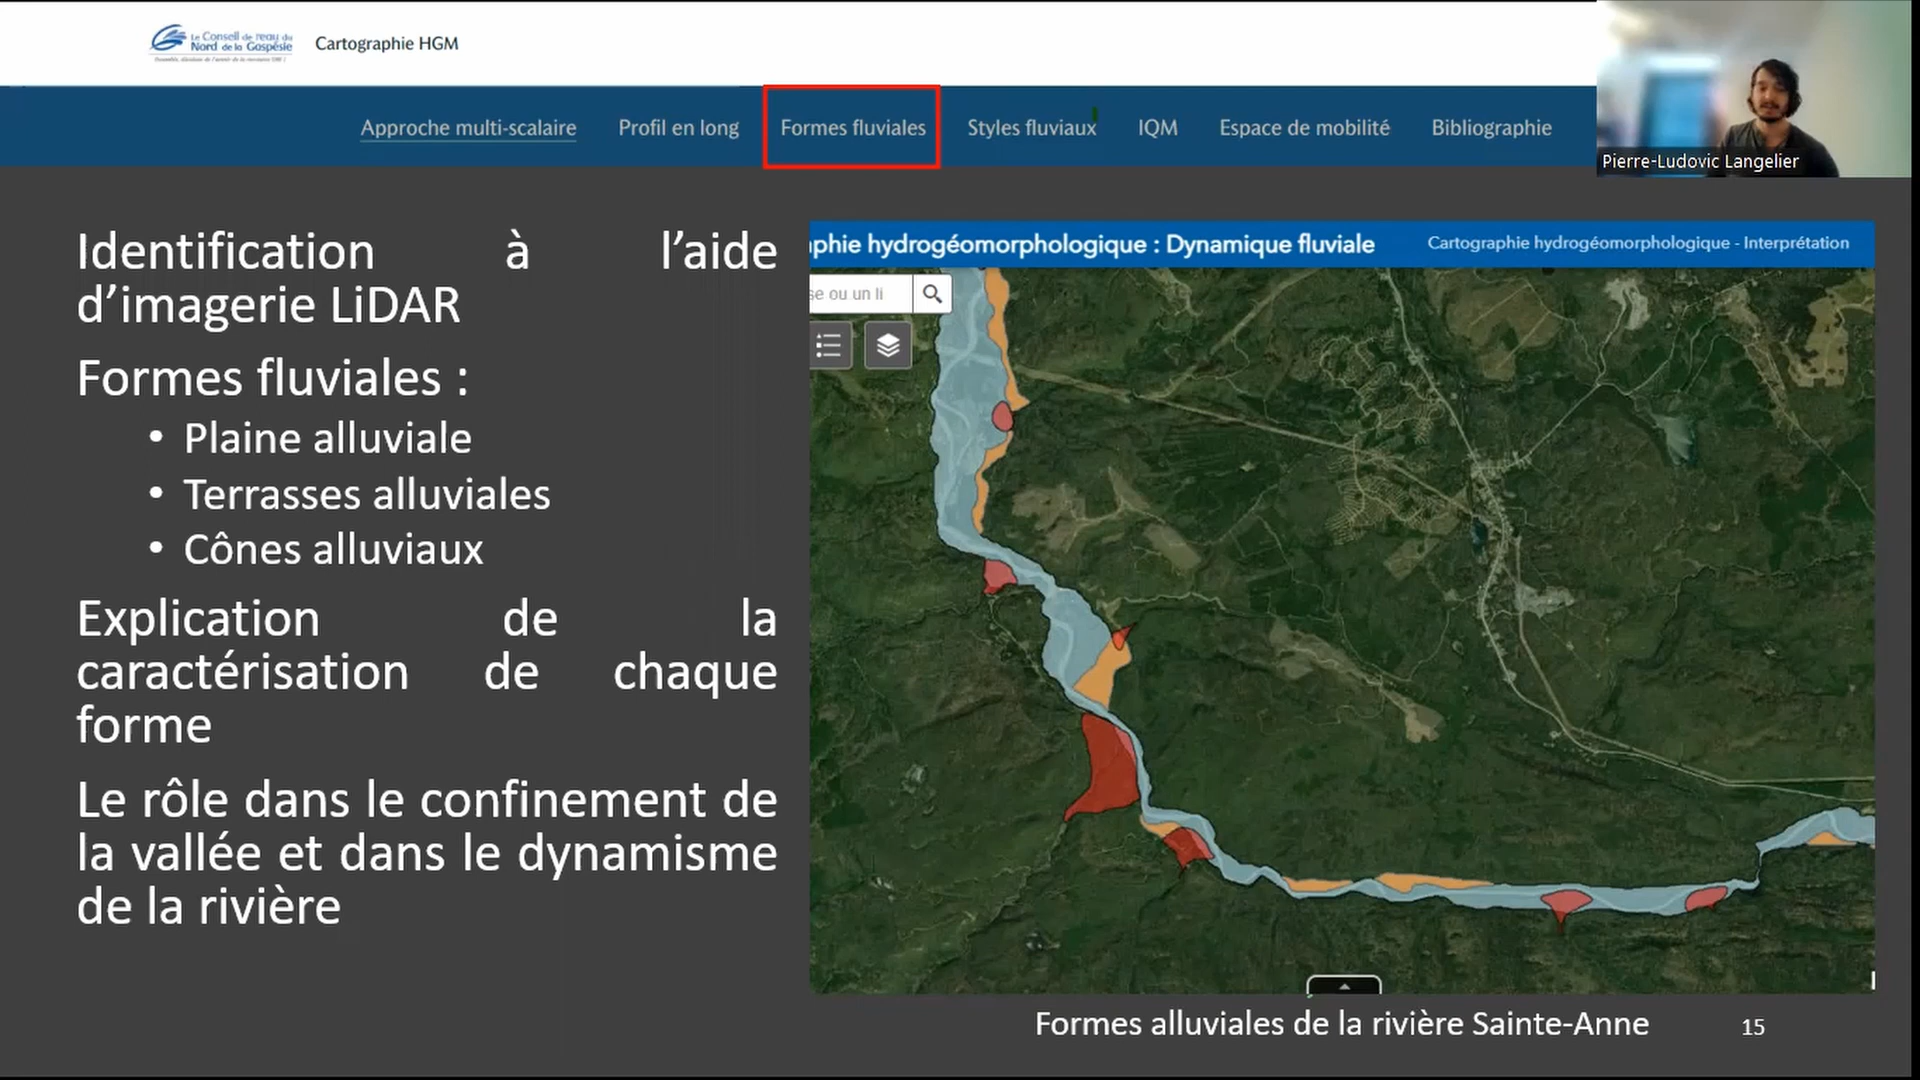 Le Conseil de l'eau du
Nord de la Gaspésie
Cartographie HGM
Approche multi-scalaire
Profil en long
Formes fluviales
Styles fluviaux
IQM
Espace de mobilité
Bibliographie
Pierre-Ludovic Langelier
Identification à l’aide
d’imagerie LiDAR
Formes fluviales :
• Plaine alluviale
• Terrasses alluviales
• Cônes alluviaux
Explication de la
caractérisation de chaque
forme
Le rôle dans le confinement de
la vallée et dans le dynamisme
de la rivière
phie hydrogéomorphologique : Dynamique fluviale
Cartographie hydrogéomorphologique - Interprétation
se ou un li
Formes alluviales de la rivière Sainte-Anne
15